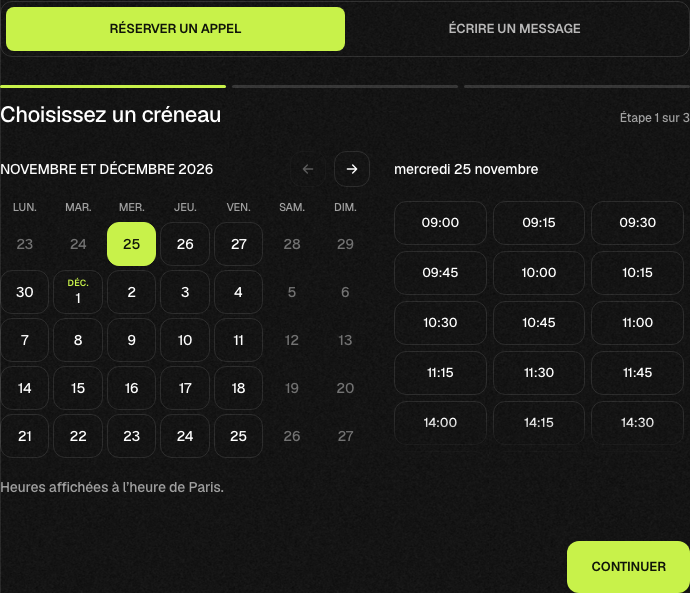 RÉSERVER UN APPEL
ÉCRIRE UN MESSAGE
Choisissez un créneau
Étape 1 sur 3
NOVEMBRE ET DÉCEMBRE 2026
← →
LUN. MAR. MER. JEU. VEN. SAM. DIM.
23 24 25 26 27 28 29
30 DÉC. 1 2 3 4 5 6
7 8 9 10 11 12 13
14 15 16 17 18 19 20
21 22 23 24 25 26 27
Heures affichées à l'heure de Paris.
mercredi 25 novembre
09:00 09:15 09:30
09:45 10:00 10:15
10:30 10:45 11:00
11:15 11:30 11:45
14:00 14:15 14:30
CONTINUER